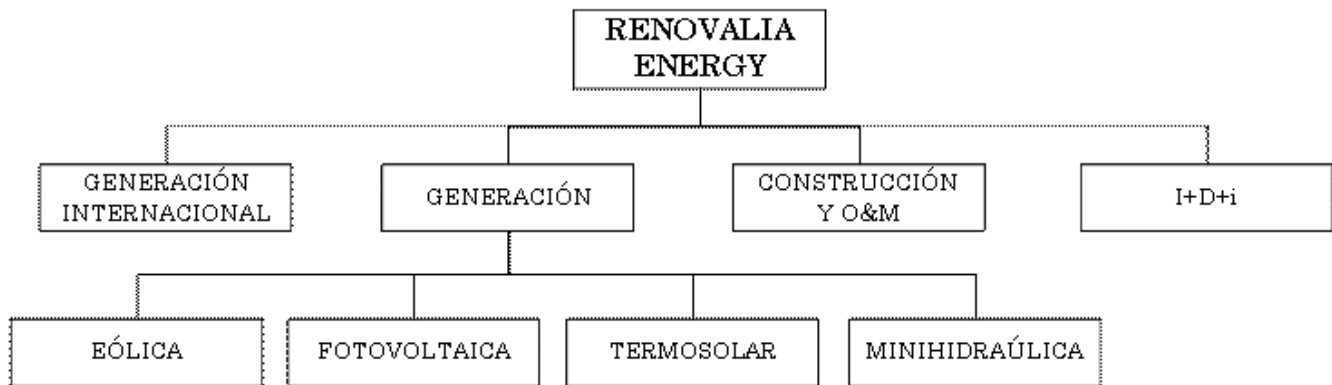 RENOVALIA
ENERGY
GENERACIÓN
INTERNACIONAL
GENERACIÓN
CONSTRUCCIÓN
Y O&M
I+D+i
EÓLICA
FOTOVOLTAICA
TERMOSOLAR
MINIHIDRAÚLICA